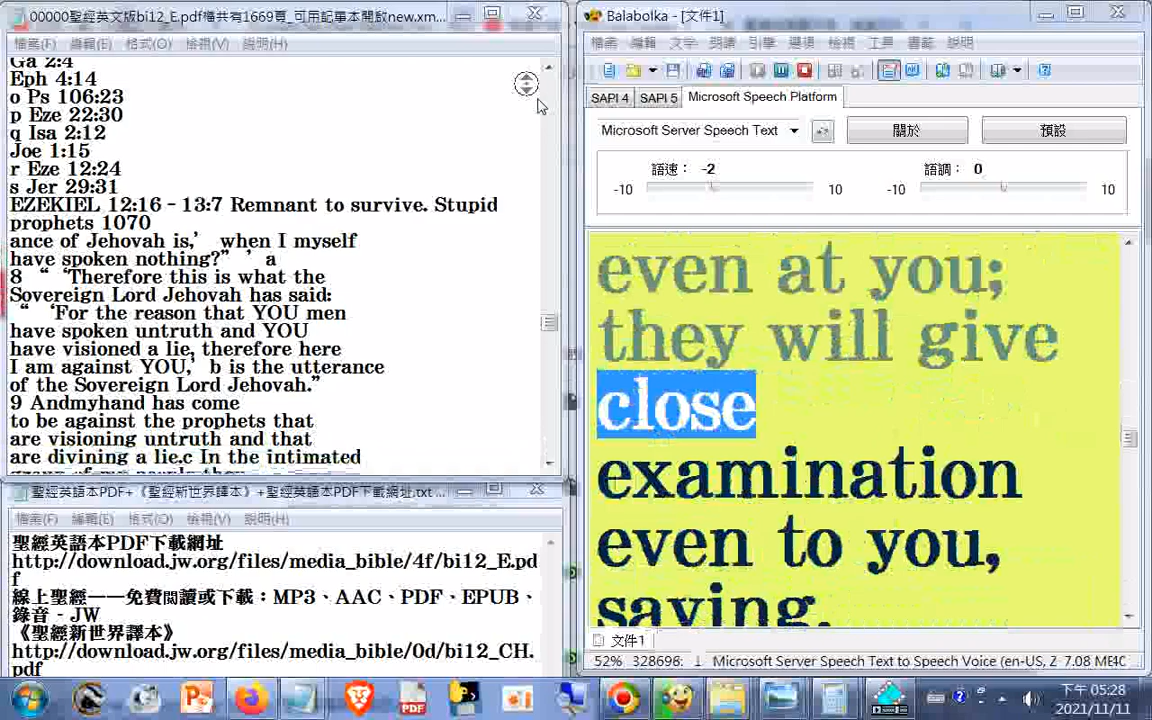 00000聖經英文版bi12_E.pdf檔共有1669頁_可用記事本開啟new.xm...
檔案(F) 編輯(E) 格式(O) 檢視(V) 說明(H)
Ga 2:4
Eph 4:14
o Ps 106:23
p Eze 22:30
q Isa 2:12
Joe 1:15
r Eze 12:24
s Jer 29:31
EZEKIEL 12:16 – 13:7 Remnant to survive. Stupid
prophets 1070
ance of Jehovah is,’ when I myself
have spoken nothing?” ’ a
8 “ ‘Therefore this is what the
Sovereign Lord Jehovah has said:
“ ‘For the reason that YOU men
have spoken untruth and YOU
have visioned a lie, therefore here
I am against YOU,’ b is the utterance
of the Sovereign Lord Jehovah.”
9 Andmyhand has come
to be against the prophets that
are visioning untruth and that
are divining a lie.c In the intimated
聖經英語本PDF+《聖經新世界譯本》+聖經英語本PDF下載網址.txt ...
檔案(F) 編輯(E) 格式(O) 檢視(V) 說明(H)
聖經英語本PDF下載網址
http://download.jw.org/files/media_bible/4f/bi12_E.pd
f
線上聖經——免費閱讀或下載：MP3、AAC、PDF、EPUB、
錄音 - JW
《聖經新世界譯本》
http://download.jw.org/files/media_bible/0d/bi12_CH.
pdf
Balabolka - [文件1]
檔案 編輯 文字 朗讀 引擎 選項 檢視 工具 書籤 說明
SAPI 4 SAPI 5 Microsoft Speech Platform
Microsoft Server Speech Text 關於 預設
語速: -2 語調: 0
-10 10 -10 10
even at you;
they will give
close
examination
even to you,
saying,
文件1
52% 328698: 1 Microsoft Server Speech Text to Speech Voice (en-US, Z 7.08 ME
下午 05:28
2021/11/11